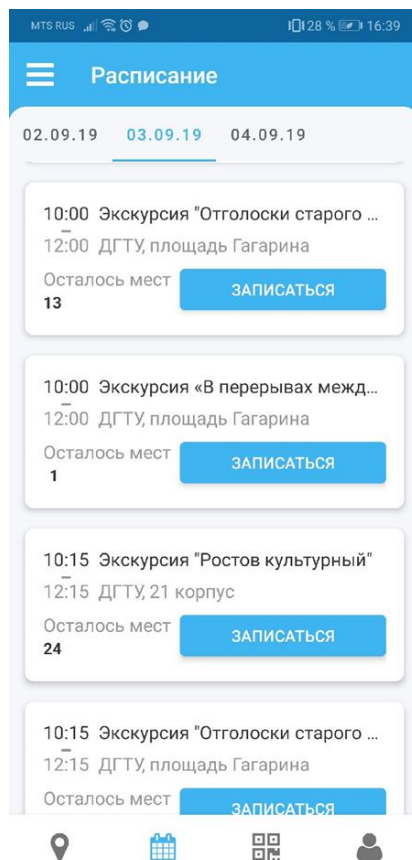 MTS RUS 28 % 16:39
Расписание
02.09.19 03.09.19 04.09.19
10:00 Экскурсия "Отголоски старого ...
–
12:00 ДГТУ, площадь Гагарина
Осталось мест
13
ЗАПИСАТЬСЯ
10:00 Экскурсия «В перерывах межд...
–
12:00 ДГТУ, площадь Гагарина
Осталось мест
1
ЗАПИСАТЬСЯ
10:15 Экскурсия "Ростов культурный"
–
12:15 ДГТУ, 21 корпус
Осталось мест
24
ЗАПИСАТЬСЯ
10:15 Экскурсия "Отголоски старого ...
–
12:15 ДГТУ, площадь Гагарина
Осталось мест
ЗАПИСАТЬСЯ